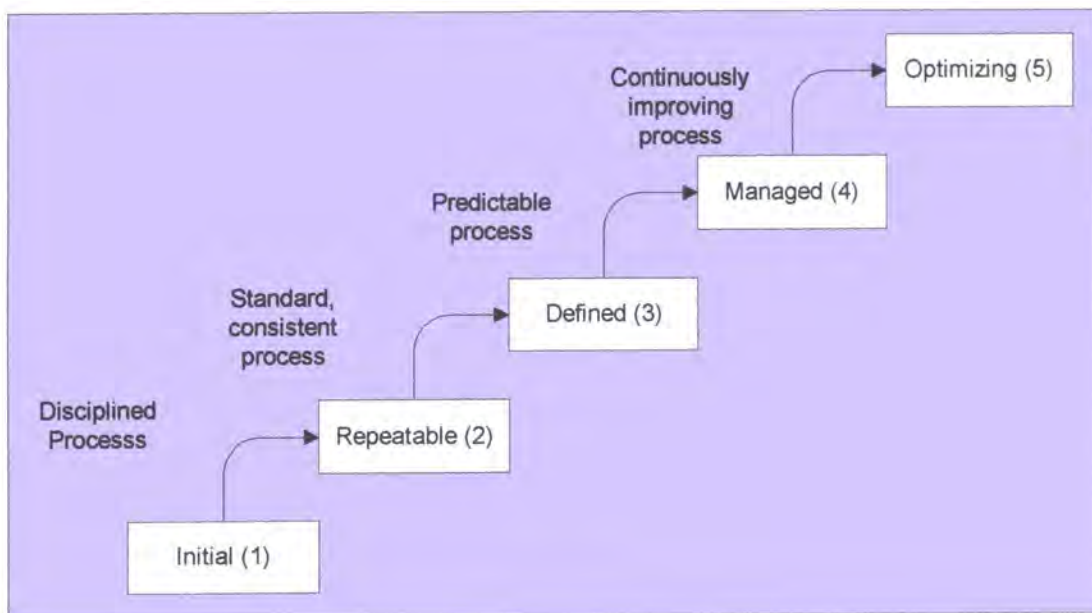 Optimizing (5)
Continuously
improving
process
Managed (4)
Predictable
process
Defined (3)
Standard,
consistent
process
Repeatable (2)
Disciplined
Processs
Initial (1)